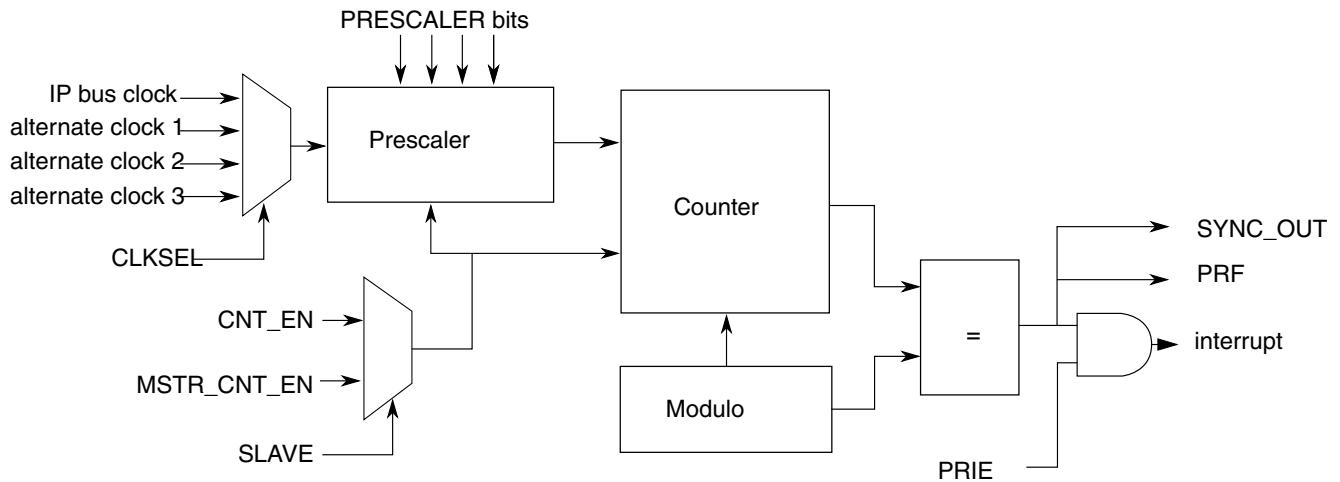 PRESCALER bits
IP bus clock
alternate clock 1
alternate clock 2
alternate clock 3
CLKSEL
Prescaler
Counter
SYNC_OUT
PRF
interrupt
CNT_EN
MSTR_CNT_EN
SLAVE
Modulo
=
PRIE